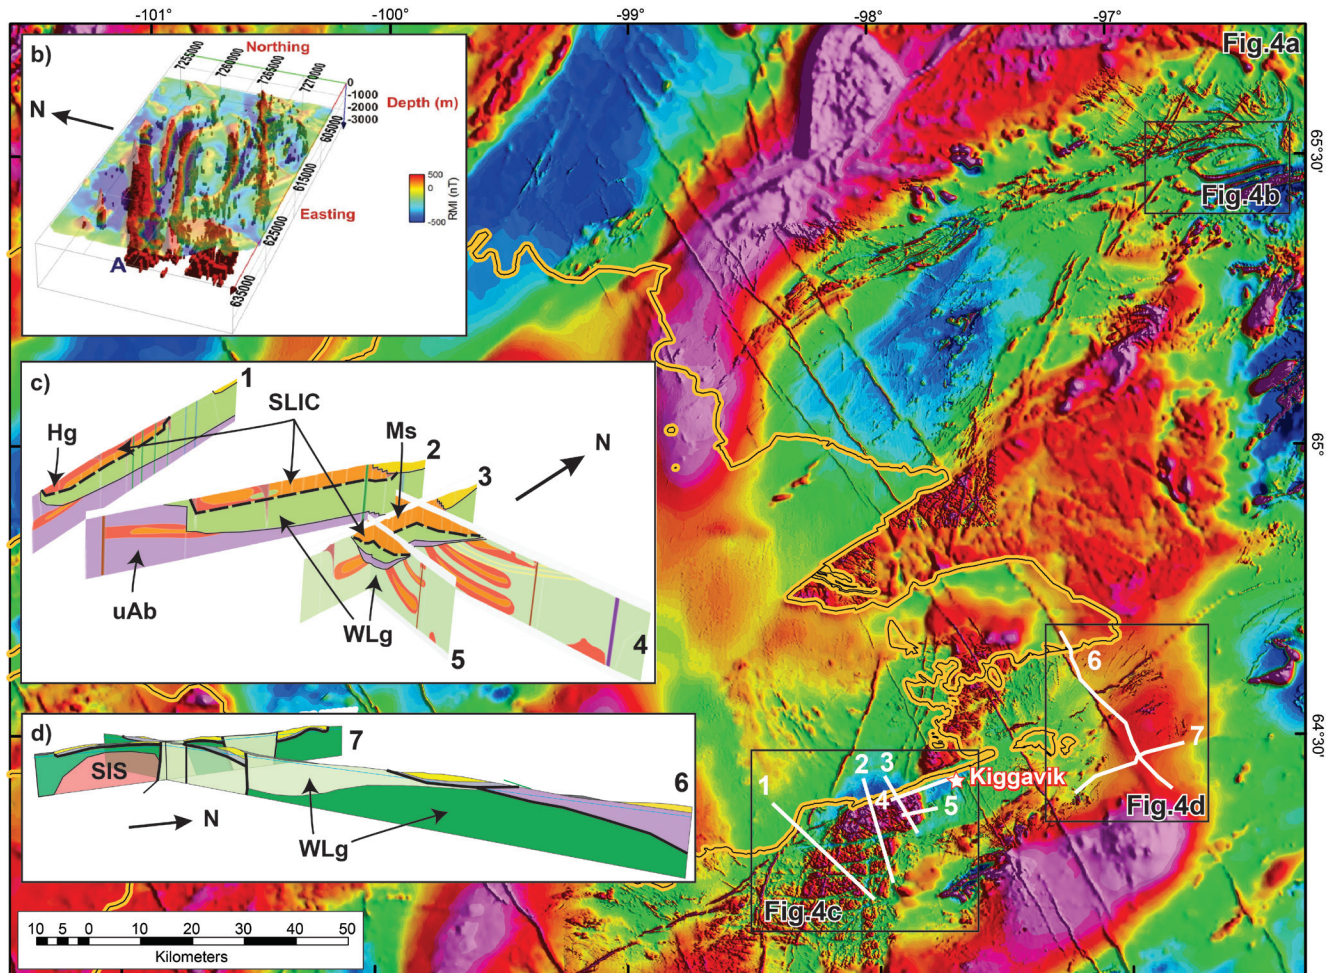 -101°
-100°
-99°
-98°
-97°
Fig.4a
65°30'
65°
64°30'
b)
Northing
7255000
7260000
7265000
7270000
0
-1000
-2000
-3000
Depth (m)
N
605000
615000
625000
635000
Easting
500
0
-500
RMI (nT)
A
Fig.4b
c)
1
SLIC
Hg
Ms
2
3
N
uAb
WLg
5
4
d)
7
SIS
6
N
WLg
6
7
Fig.4d
1
2
3
4
5
Kiggavik
Fig.4c
10 5 0 10 20 30 40 50
Kilometers